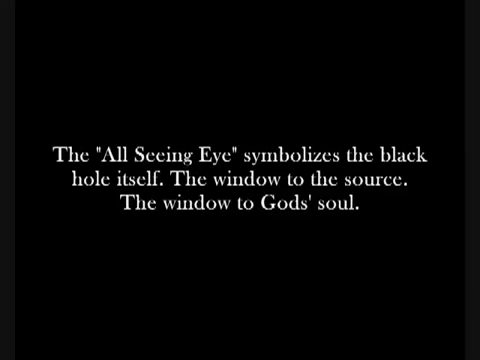 The "All Seeing Eye" symbolizes the black
hole itself. The window to the source.
The window to Gods' soul.